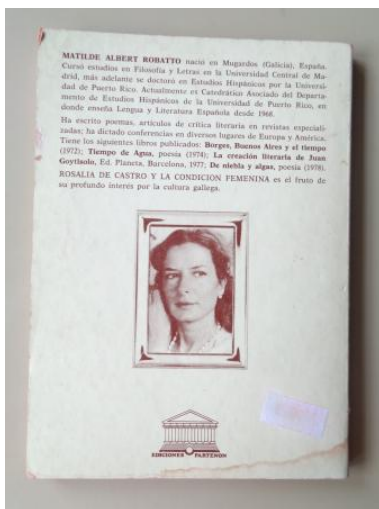 MATILDE ALBERT ROBATTO nació en Mugardos (Galicia), España.
Cursó estudios en Filosofía y Letras en la Universidad Central de Ma-
drid, más adelante se doctoró en Estudios Hispánicos por la Universi-
dad de Puerto Rico. Actualmente es Catedrático Asociado del Departa-
mento de Estudios Hispánicos de la Universidad de Puerto Rico, en
donde enseña Lengua y Literatura Española desde 1968.
Ha escrito poemas, artículos de crítica literaria en revistas especiali-
zadas; ha dictado conferencias en diversos lugares de Europa y América.
Tiene los siguientes libros publicados: Borges, Buenos Aires y el tiempo
(1972); Tiempo de Agua, poesía (1974); La creación literaria de Juan
Goytisolo, Ed. Planeta, Barcelona, 1977; De niebla y algas, poesía (1978).
ROSALIA DE CASTRO Y LA CONDICION FEMENINA es el fruto de
su profundo interés por la cultura gallega.
EDICIONES PARTENON